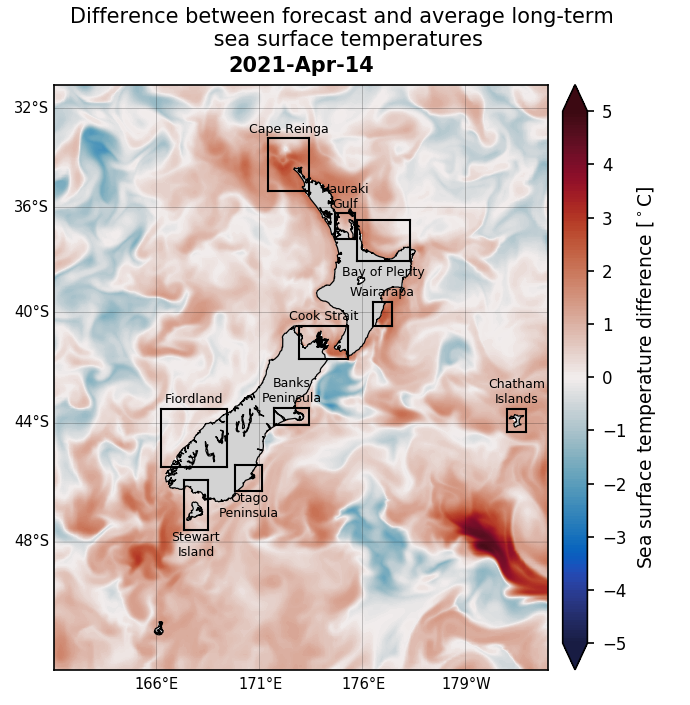 Difference between forecast and average long-term
sea surface temperatures
2021-Apr-14
32°S
36°S
40°S
44°S
48°S
166°E
171°E
176°E
179°W
Cape Reinga
Hauraki
Gulf
Bay of Plenty
Wairarapa
Cook Strait
Banks
Peninsula
Fiordland
Chatham
Islands
Otago
Peninsula
Stewart
Island
5
4
3
2
1
0
−1
−2
−3
−4
−5
Sea surface temperature difference [°C]